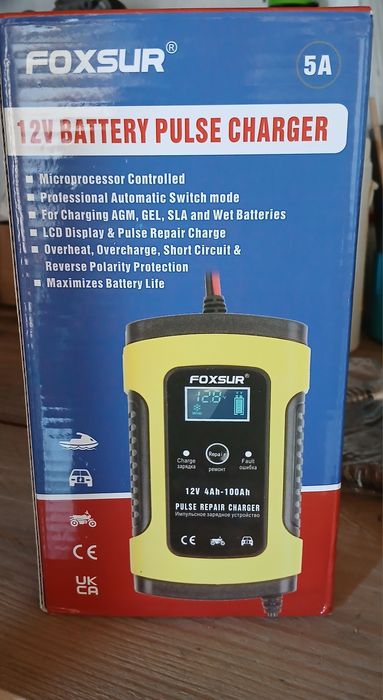 FOXSUR®
5A
12V BATTERY PULSE CHARGER
Microprocessor Controlled
Professional Automatic Switch mode
For Charging AGM, GEL, SLA and Wet Batteries
LCD Display & Pulse Repair Charge
Overheat, Overcharge, Short Circuit &
Reverse Polarity Protection
Maximizes Battery Life
FOXSUR®
12.8 V
Charge
зарядка
Repair
ремонт
Fault
ошибка
12V 4Ah-100Ah
PULSE REPAIR CHARGER
Импульсное зарядное устройство
CE
CE
UK
CA